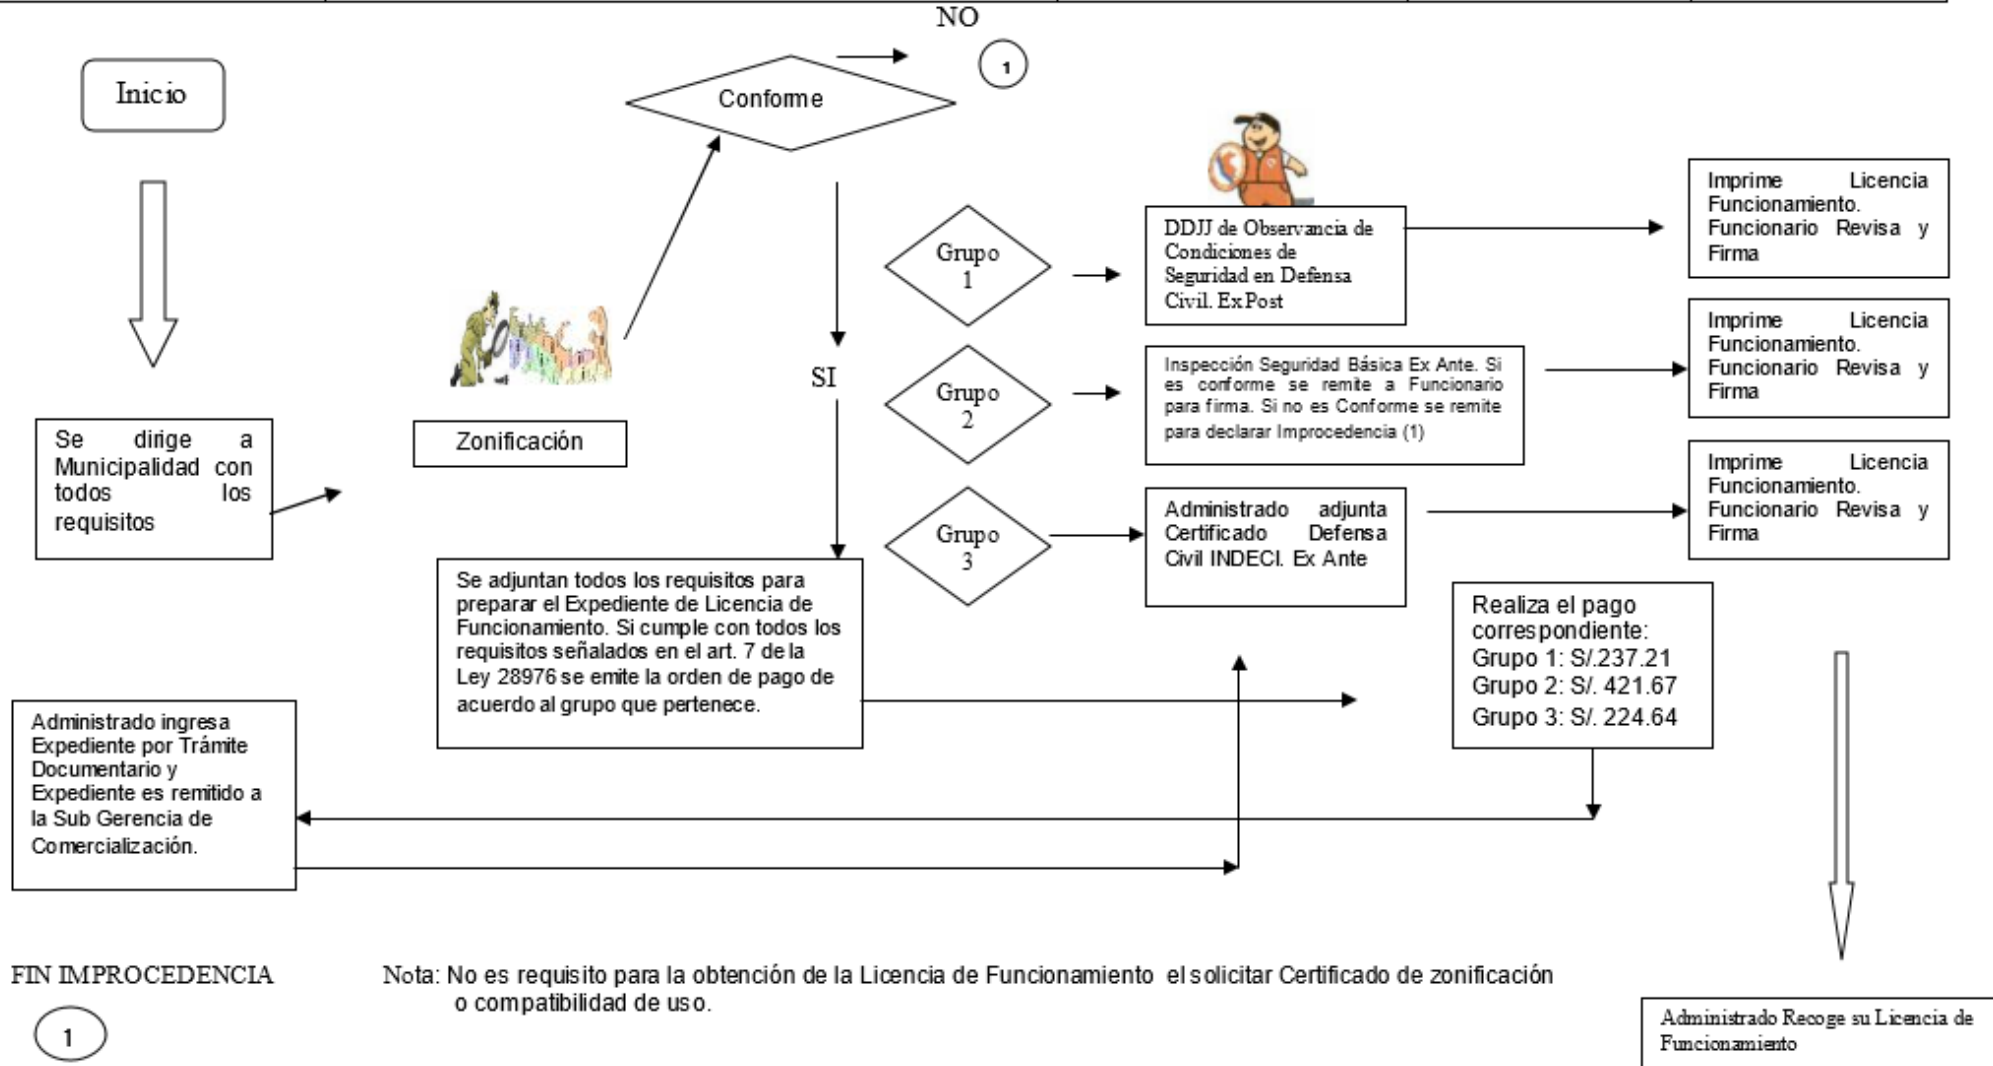 NO
1
Inicio
Conforme
Imprime Licencia
Funcionamiento.
Funcionario Revisa y
Firma
Grupo
1
DDJJ de Observancia de
Condiciones de
Seguridad en Defensa
Civil. Ex Post
Imprime Licencia
Funcionamiento.
Funcionario Revisa y
Firma
SI
Grupo
2
Inspección Seguridad Básica Ex Ante. Si
es conforme se remite a Funcionario
para firma. Si no es Conforme se remite
para declarar Improcedencia (1)
Se dirige a
Municipalidad con
todos los
requisitos
Zonificación
Imprime Licencia
Funcionamiento.
Funcionario Revisa y
Firma
Grupo
3
Administrado adjunta
Certificado Defensa
Civil INDECI. Ex Ante
Se adjuntan todos los requisitos para
preparar el Expediente de Licencia de
Funcionamiento. Si cumple con todos los
requisitos señalados en el art. 7 de la
Ley 28976 se emite la orden de pago de
acuerdo al grupo que pertenece.
Realiza el pago
correspondiente:
Grupo 1: S/.237.21
Grupo 2: S/. 421.67
Grupo 3: S/. 224.64
Administrado ingresa
Expediente por Trámite
Documentario y
Expediente es remitido a
la Sub Gerencia de
Comercialización.
FIN IMPROCEDENCIA
1
Nota: No es requisito para la obtención de la Licencia de Funcionamiento el solicitar Certificado de zonificación
o compatibilidad de uso.
Administrado Recoge su Licencia de
Funcionamiento